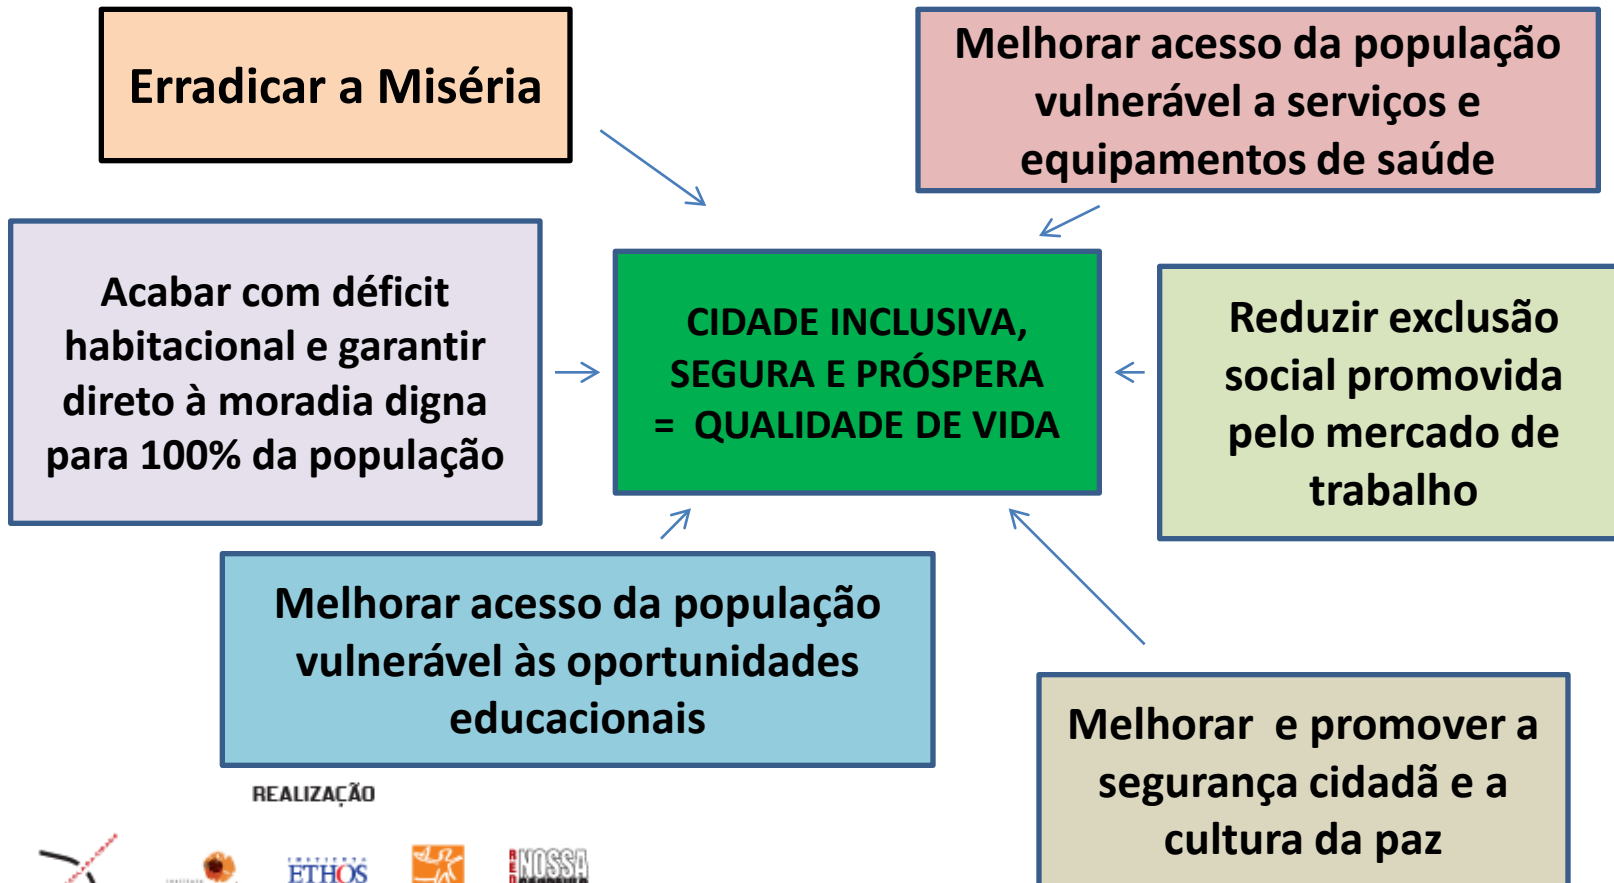 Erradicar a Miséria
Melhorar acesso da população
vulnerável a serviços e
equipamentos de saúde
Acabar com déficit
habitacional e garantir
direto à moradia digna
para 100% da população
CIDADE INCLUSIVA,
SEGURA E PRÓSPERA
= QUALIDADE DE VIDA
Reduzir exclusão
social promovida
pelo mercado de
trabalho
Melhorar acesso da população
vulnerável às oportunidades
educacionais
Melhorar e promover a
segurança cidadã e a
cultura da paz
REALIZAÇÃO
INSTITUTO
ETHOS
REDE
NOSSA